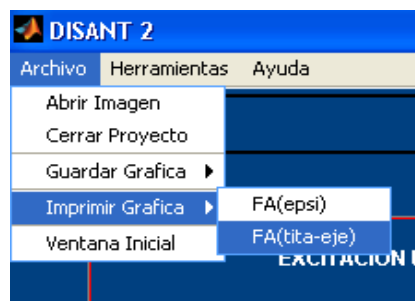 DISANT 2
Archivo Herramientas Ayuda
Abrir Imagen
Cerrar Proyecto
Guardar Grafica
Imprimir Grafica
FA(epsi)
FA(tita-eje)
Ventana Inicial
EXCITACION